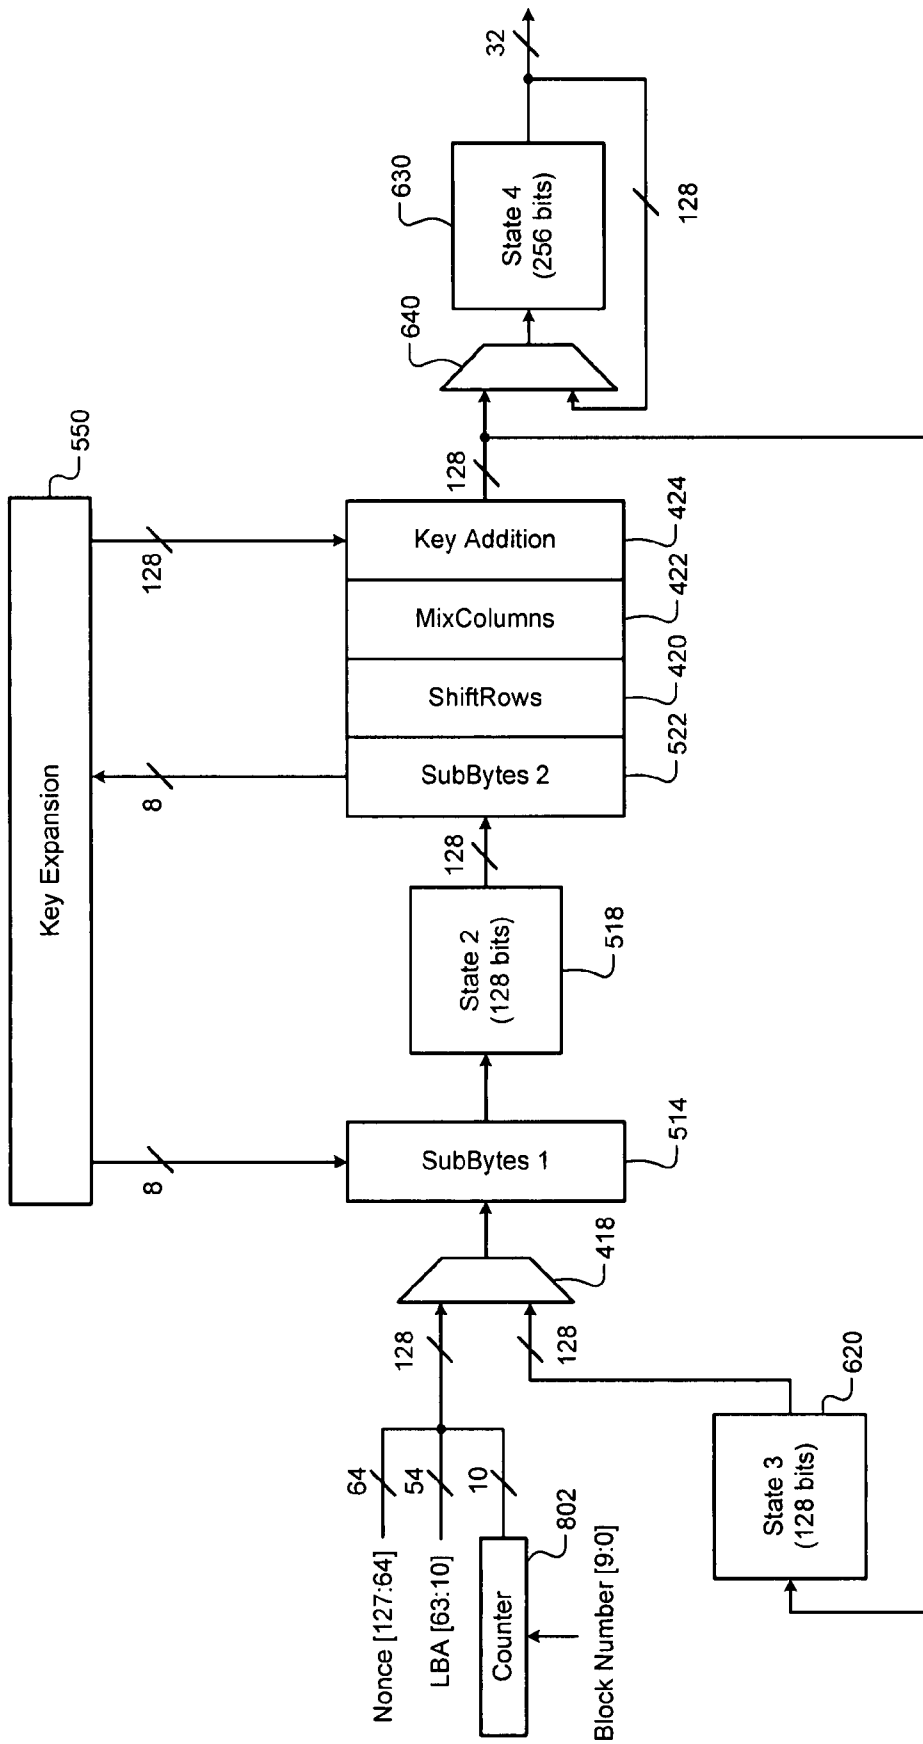 Key Expansion
550
8
8
128
Nonce [127:64]
64
LBA [63:10]
54
Counter
10
802
Block Number [9:0]
128
128
418
SubBytes 1
514
State 2
(128 bits)
518
128
SubBytes 2
522
ShiftRows
420
MixColumns
422
Key Addition
424
128
640
State 4
(256 bits)
630
32
128
State 3
(128 bits)
620